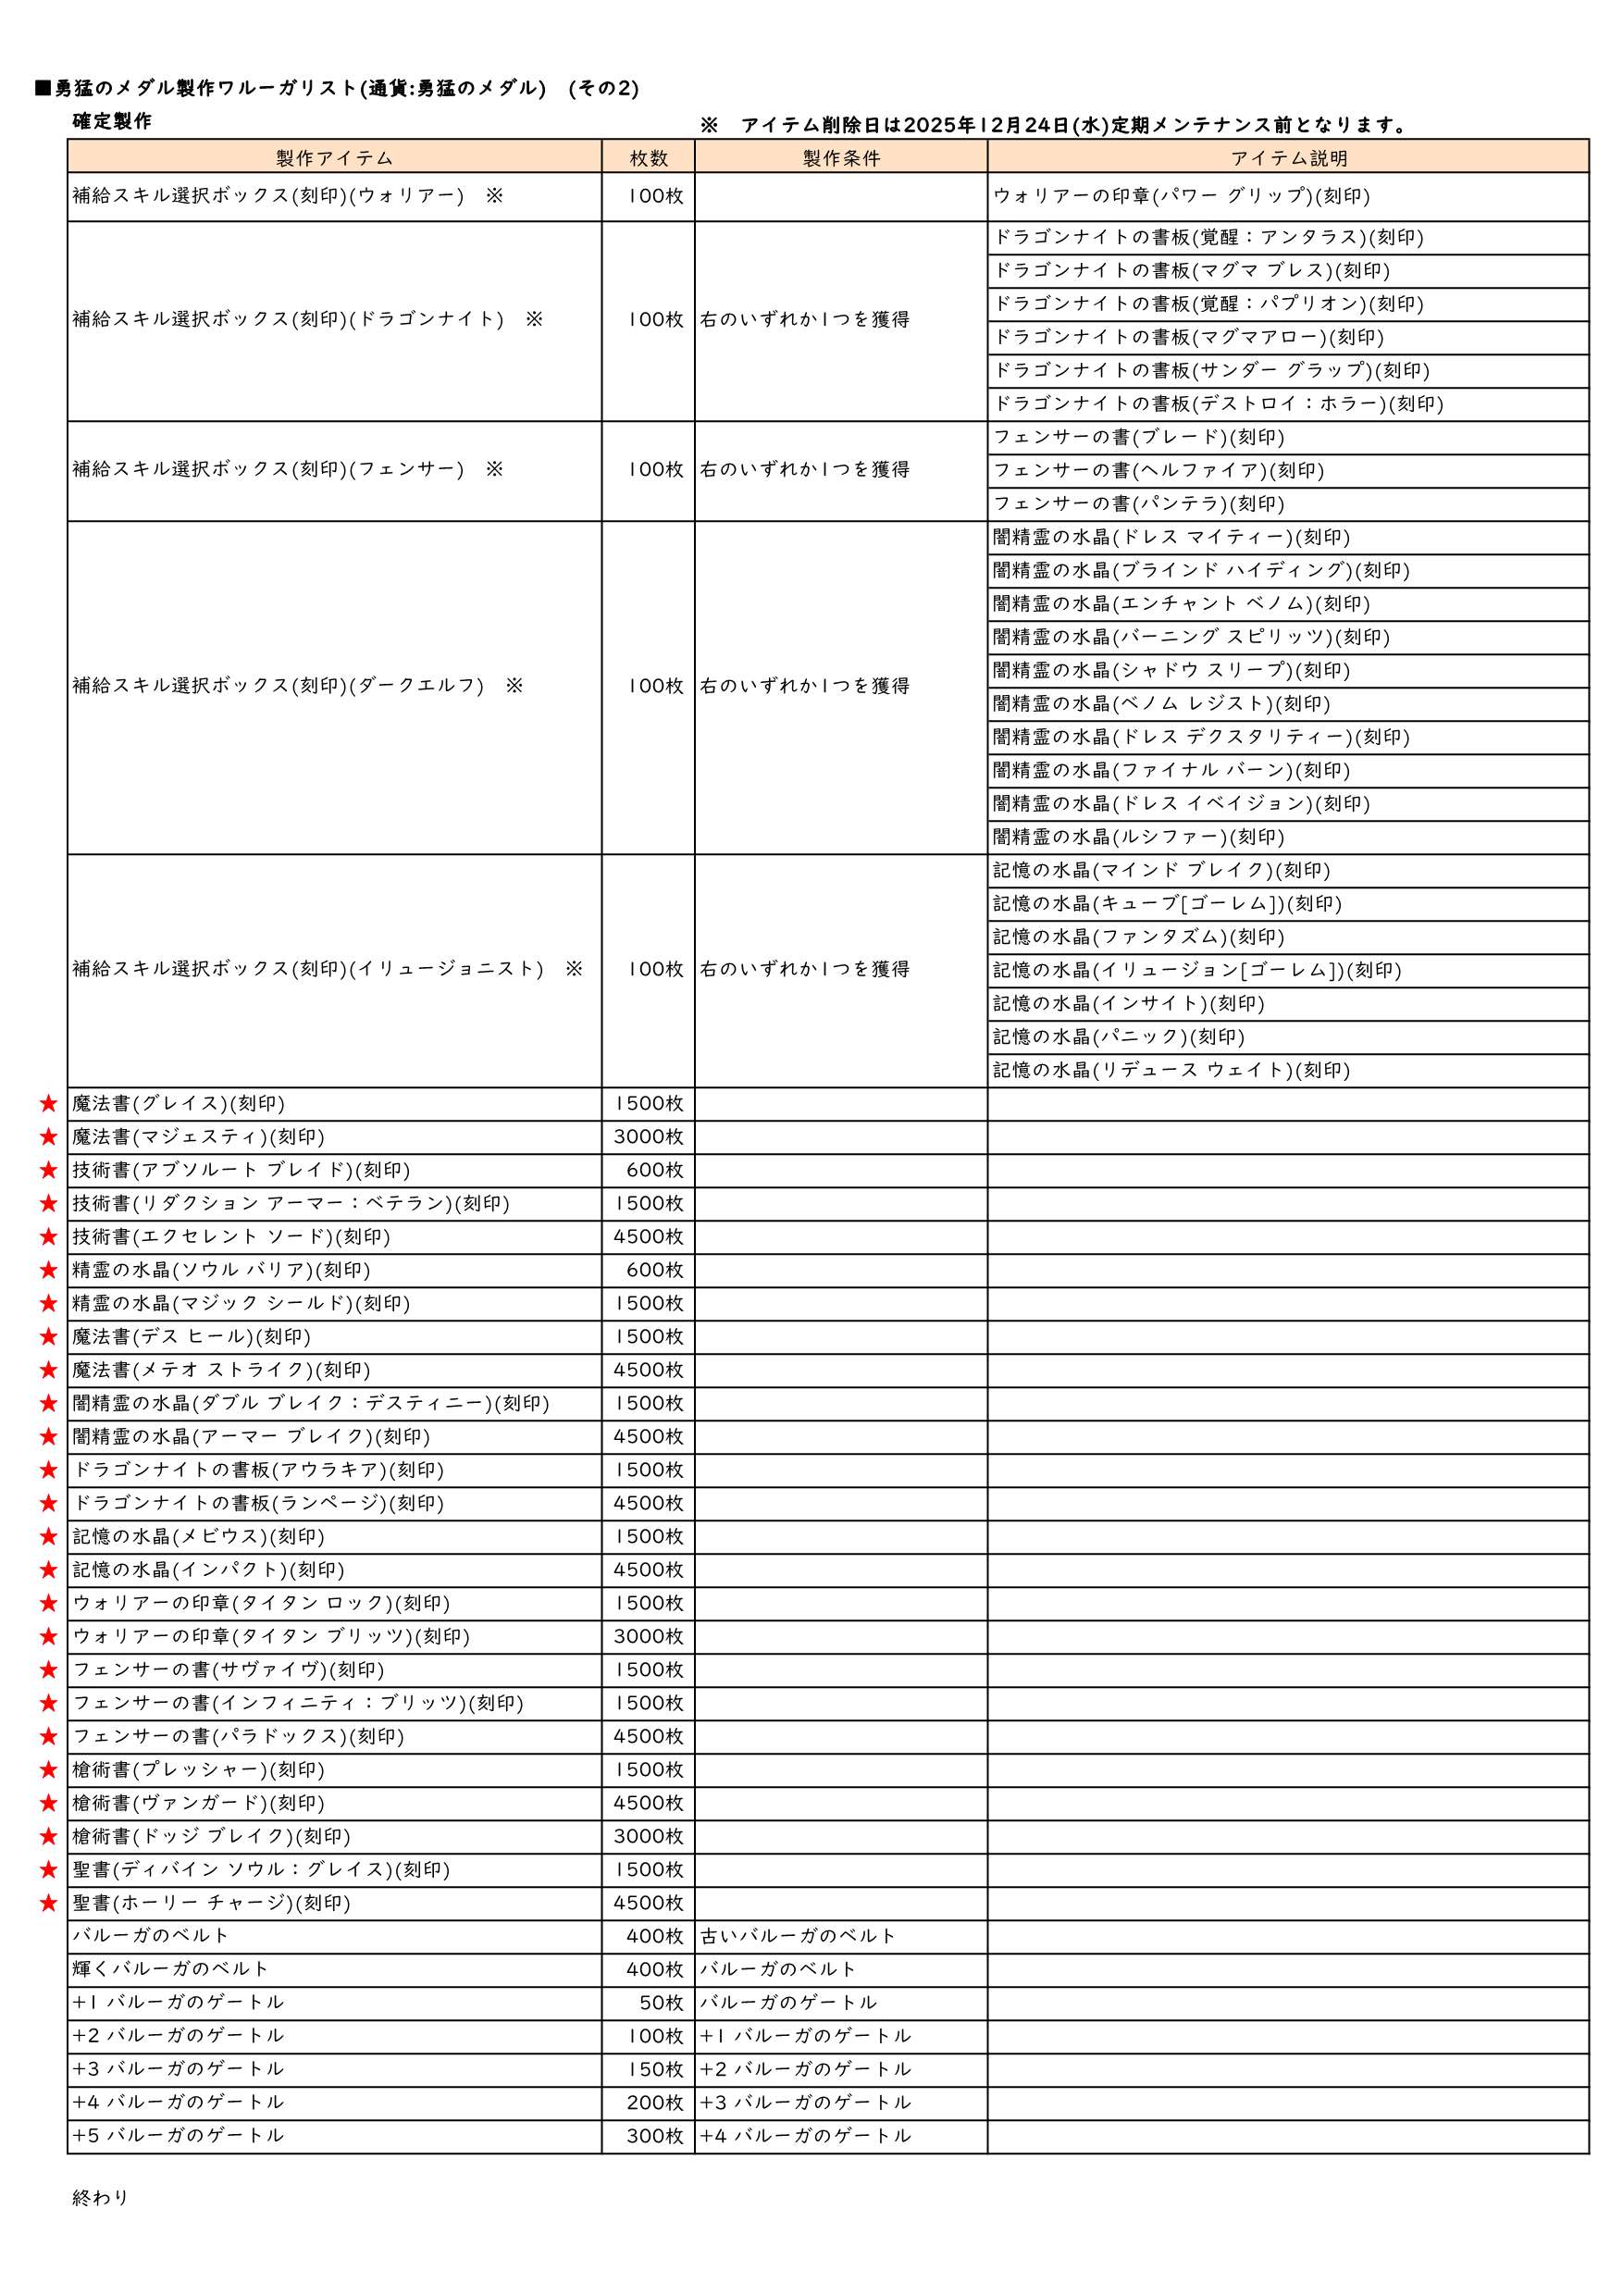 ■勇猛のメダル製作ワルーガリスト(通貨:勇猛のメダル)　(その2)
確定製作
※　アイテム削除日は2025年12月24日(水)定期メンテナンス前となります。
製作アイテム 枚数 製作条件 アイテム説明
補給スキル選択ボックス(刻印)(ウォリアー)　※ 100枚 ウォリアーの印章(パワー グリップ)(刻印)
補給スキル選択ボックス(刻印)(ドラゴンナイト)　※ 100枚 右のいずれか1つを獲得
ドラゴンナイトの書板(覚醒：アンタラス)(刻印)
ドラゴンナイトの書板(マグマ ブレス)(刻印)
ドラゴンナイトの書板(覚醒：パプリオン)(刻印)
ドラゴンナイトの書板(マグマアロー)(刻印)
ドラゴンナイトの書板(サンダー グラップ)(刻印)
ドラゴンナイトの書板(デストロイ：ホラー)(刻印)
補給スキル選択ボックス(刻印)(フェンサー)　※ 100枚 右のいずれか1つを獲得
フェンサーの書(ブレード)(刻印)
フェンサーの書(ヘルファイア)(刻印)
フェンサーの書(パンテラ)(刻印)
補給スキル選択ボックス(刻印)(ダークエルフ)　※ 100枚 右のいずれか1つを獲得
闇精霊の水晶(ドレス マイティー)(刻印)
闇精霊の水晶(ブラインド ハイディング)(刻印)
闇精霊の水晶(エンチャント ベノム)(刻印)
闇精霊の水晶(バーニング スピリッツ)(刻印)
闇精霊の水晶(シャドウ スリープ)(刻印)
闇精霊の水晶(ベノム レジスト)(刻印)
闇精霊の水晶(ドレス デクスタリティー)(刻印)
闇精霊の水晶(ファイナル バーン)(刻印)
闇精霊の水晶(ドレス イベイジョン)(刻印)
闇精霊の水晶(ルシファー)(刻印)
補給スキル選択ボックス(刻印)(イリュージョニスト)　※ 100枚 右のいずれか1つを獲得
記憶の水晶(マインド ブレイク)(刻印)
記憶の水晶(キューブ[ゴーレム])(刻印)
記憶の水晶(ファンタズム)(刻印)
記憶の水晶(イリュージョン[ゴーレム])(刻印)
記憶の水晶(インサイト)(刻印)
記憶の水晶(パニック)(刻印)
記憶の水晶(リデュース ウェイト)(刻印)
★ 魔法書(グレイス)(刻印) 1500枚
★ 魔法書(マジェスティ)(刻印) 3000枚
★ 技術書(アブソルート ブレイド)(刻印) 600枚
★ 技術書(リダクション アーマー：ベテラン)(刻印) 1500枚
★ 技術書(エクセレント ソード)(刻印) 4500枚
★ 精霊の水晶(ソウル バリア)(刻印) 600枚
★ 精霊の水晶(マジック シールド)(刻印) 1500枚
★ 魔法書(デス ヒール)(刻印) 1500枚
★ 魔法書(メテオ ストライク)(刻印) 4500枚
★ 闇精霊の水晶(ダブル ブレイク：デスティニー)(刻印) 1500枚
★ 闇精霊の水晶(アーマー ブレイク)(刻印) 4500枚
★ ドラゴンナイトの書板(アウラキア)(刻印) 1500枚
★ ドラゴンナイトの書板(ランページ)(刻印) 4500枚
★ 記憶の水晶(メビウス)(刻印) 1500枚
★ 記憶の水晶(インパクト)(刻印) 4500枚
★ ウォリアーの印章(タイタン ロック)(刻印) 1500枚
★ ウォリアーの印章(タイタン ブリッツ)(刻印) 3000枚
★ フェンサーの書(サヴァイヴ)(刻印) 1500枚
★ フェンサーの書(インフィニティ：ブリッツ)(刻印) 1500枚
★ フェンサーの書(パラドックス)(刻印) 4500枚
★ 槍術書(プレッシャー)(刻印) 1500枚
★ 槍術書(ヴァンガード)(刻印) 4500枚
★ 槍術書(ドッジ ブレイク)(刻印) 3000枚
★ 聖書(ディバイン ソウル：グレイス)(刻印) 1500枚
★ 聖書(ホーリー チャージ)(刻印) 4500枚
バルーガのベルト 400枚 古いバルーガのベルト
輝くバルーガのベルト 400枚 バルーガのベルト
+1 バルーガのゲートル 50枚 バルーガのゲートル
+2 バルーガのゲートル 100枚 +1 バルーガのゲートル
+3 バルーガのゲートル 150枚 +2 バルーガのゲートル
+4 バルーガのゲートル 200枚 +3 バルーガのゲートル
+5 バルーガのゲートル 300枚 +4 バルーガのゲートル
終わり